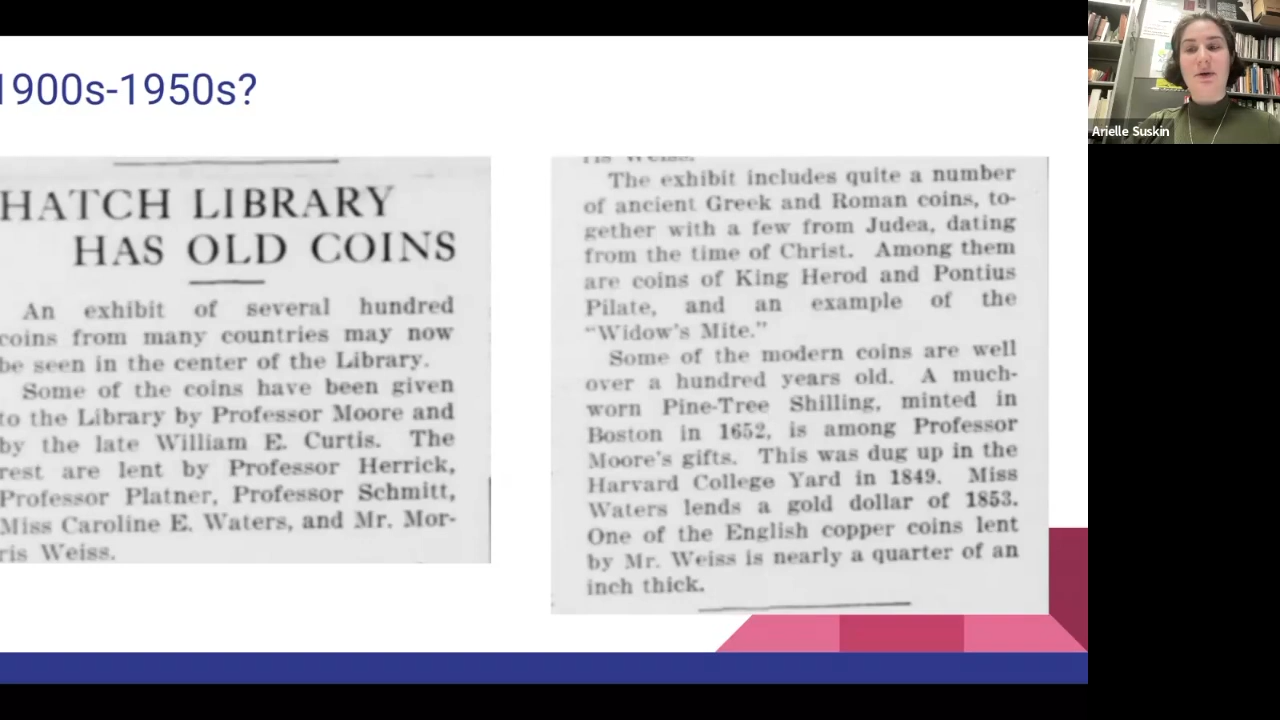 1900s-1950s?
HATCH LIBRARY
HAS OLD COINS
An exhibit of several hundred
coins from many countries may now
be seen in the center of the Library.
Some of the coins have been given
to the Library by Professor Moore and
by the late William E. Curtis. The
rest are lent by Professor Herrick,
Professor Platner, Professor Schmitt,
Miss Caroline E. Waters, and Mr. Mor-
ris Weiss.
ris Weiss.
The exhibit includes quite a number
of ancient Greek and Roman coins, to-
gether with a few from Judea, dating
from the time of Christ. Among them
are coins of King Herod and Pontius
Pilate, and an example of the
"Widow's Mite."
Some of the modern coins are well
over a hundred years old. A much-
worn Pine-Tree Shilling, minted in
Boston in 1652, is among Professor
Moore's gifts. This was dug up in the
Harvard College Yard in 1849. Miss
Waters lends a gold dollar of 1853.
One of the English copper coins lent
by Mr. Weiss is nearly a quarter of an
inch thick.
Arielle Suskin